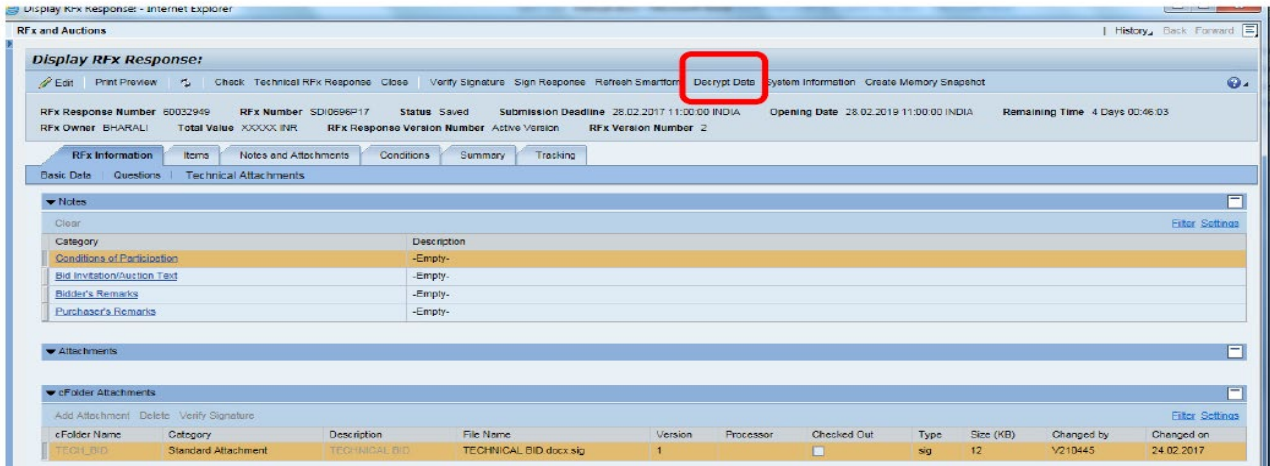 Display RFx Response: - Internet Explorer
RFx and Auctions
History Back Forward
Display RFx Response:
Edit Print Preview Check Technical RFx Response Close Verify Signature Sign Response Refresh Smartform Decrypt Data System Information Create Memory Snapshot
RFx Response Number 60032949 RFx Number SDI0696P17 Status Saved Submission Deadline 28.02.2017 11:00:00 INDIA Opening Date 28.02.2019 11:00:00 INDIA Remaining Time 4 Days 00:46:03
RFx Owner BHARALI Total Value XXXXX INR RFx Response Version Number Active Version RFx Version Number 2
RFx Information Items Notes and Attachments Conditions Summary Tracking
Basic Data Questions Technical Attachments
Notes
Clear Filter Settings
Category Description
Conditions of Participation -Empty-
Bid Invitation/Auction Text -Empty-
Bidder's Remarks -Empty-
Purchaser's Remarks -Empty-
Attachments
cFolder Attachments
Add Attachment Delete Verify Signature Filter Settings
cFolder Name Category Description File Name Version Processor Checked Out Type Size (KB) Changed by Changed on
TECH_BID Standard Attachment TECHNICAL BID TECHNICAL BID.docx.sig 1 sig 12 V210445 24.02.2017